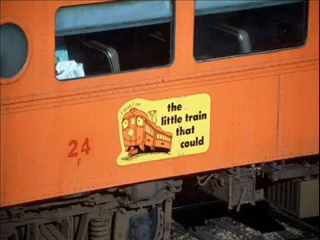 the
little train
that
could
24
F